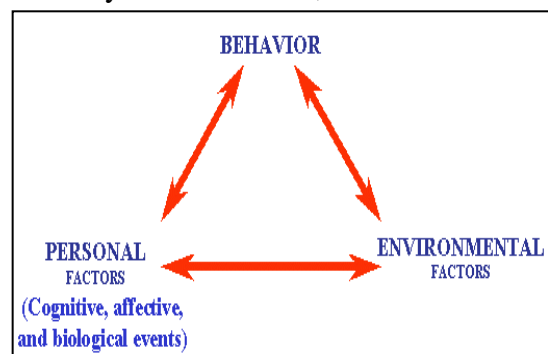 BEHAVIOR
PERSONAL
FACTORS
(Cognitive, affective,
and biological events)
ENVIRONMENTAL
FACTORS